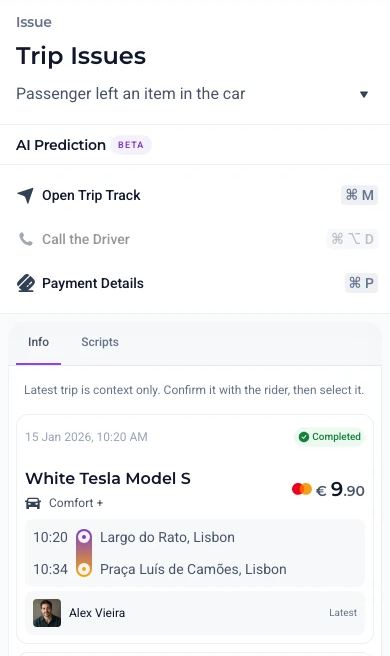 Issue
Trip Issues
Passenger left an item in the car
AI Prediction BETA
Open Trip Track ⌘ M
Call the Driver ⌘ ⌥ D
Payment Details ⌘ P
Info Scripts
Latest trip is context only. Confirm it with the rider, then select it.
15 Jan 2026, 10:20 AM Completed
White Tesla Model S
€ 9.90
Comfort +
10:20 Largo do Rato, Lisbon
10:34 Praça Luís de Camões, Lisbon
Alex Vieira Latest